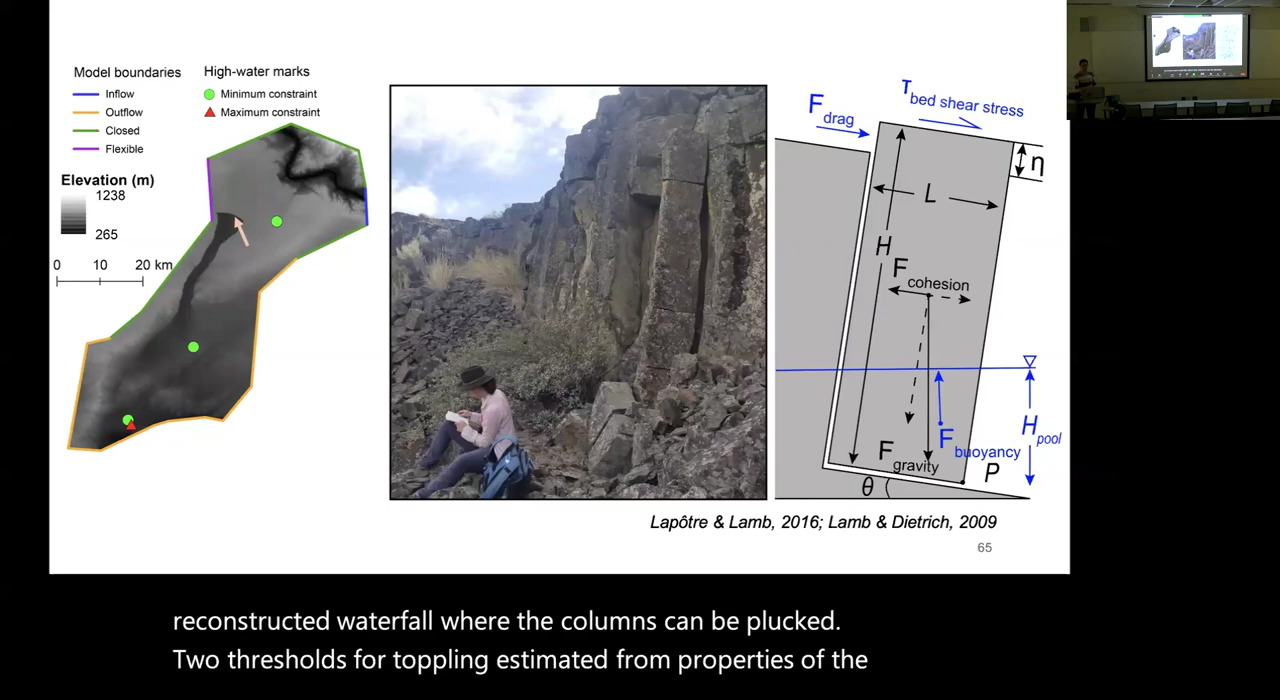 Model boundaries
Inflow
Outflow
Closed
Flexible
High-water marks
Minimum constraint
Maximum constraint
Elevation (m)
1238
265
0 10 20 km
F drag
τ bed shear stress
η
L
H
F cohesion
F gravity
F buoyancy
H pool
P
θ
Lapôtre & Lamb, 2016; Lamb & Dietrich, 2009
65
reconstructed waterfall where the columns can be plucked.
Two thresholds for toppling estimated from properties of the